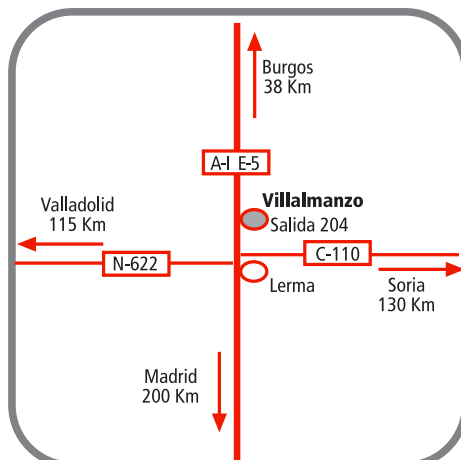 Burgos
38 Km
A-I E-5
Villalmanzo
Salida 204
Valladolid
115 Km
C-110
N-622
Lerma
Soria
130 Km
Madrid
200 Km